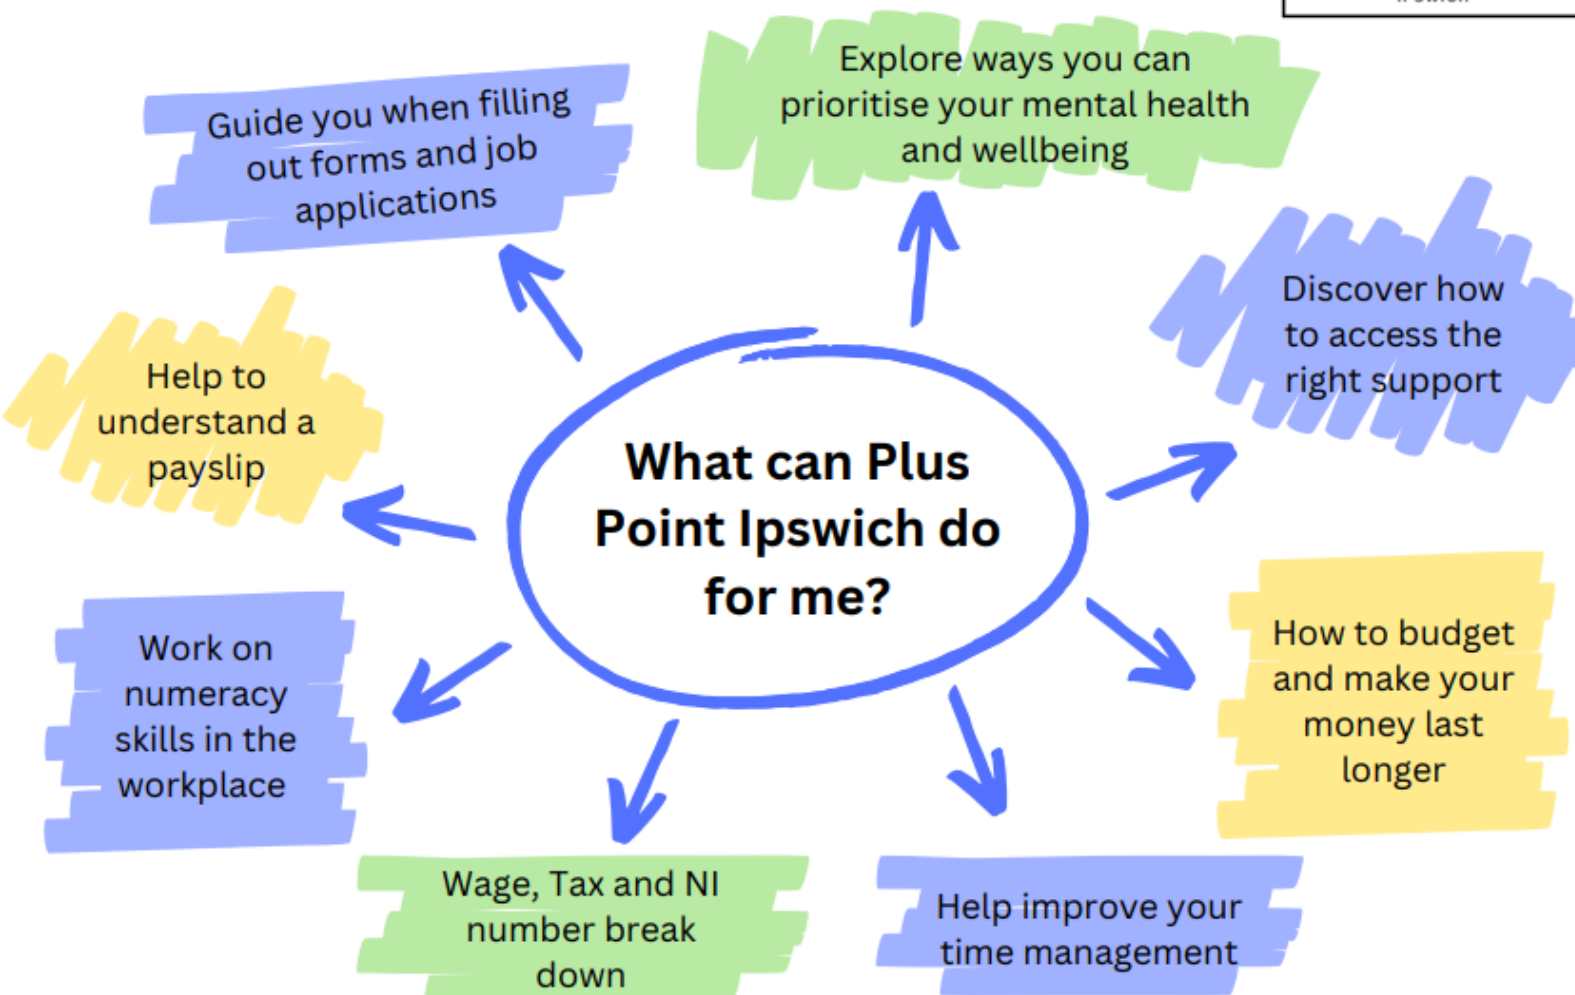 Explore ways you can
prioritise your mental health
and wellbeing
Guide you when filling
out forms and job
applications
Discover how
to access the
right support
Help to
understand a
payslip
What can Plus
Point Ipswich do
for me?
How to budget
and make your
money last
longer
Work on
numeracy
skills in the
workplace
Wage, Tax and NI
number break
down
Help improve your
time management